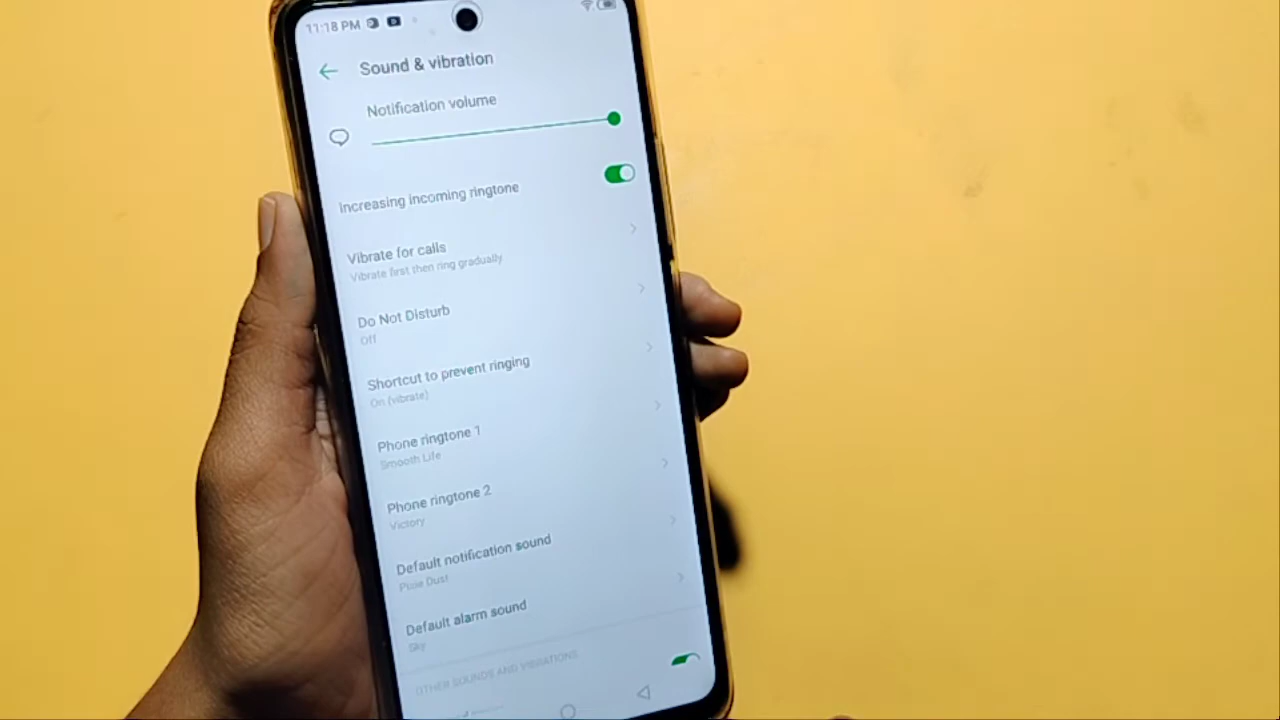 11:18 PM
Sound & vibration
Notification volume
Increasing incoming ringtone
Vibrate for calls
Vibrate first then ring gradually
Do Not Disturb
Off
Shortcut to prevent ringing
On (vibrate)
Phone ringtone 1
Smooth Life
Phone ringtone 2
Victory
Default notification sound
Pixie Dust
Default alarm sound
Sky
OTHER SOUNDS AND VIBRATIONS